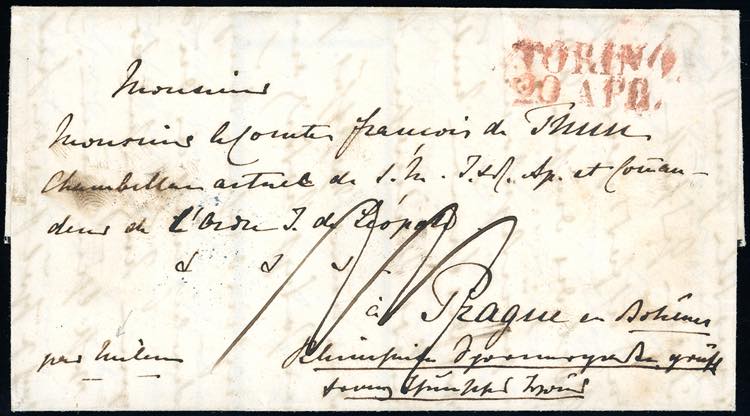 TORINO
20 APR.
Monsieur
Monsieur le Comte françois de Thun
Chambellan actuel de S. M. I. et R. Ap. et Coman-
deur de l'Ordre I. de Léopold
à Prague en Bohême
par Milan